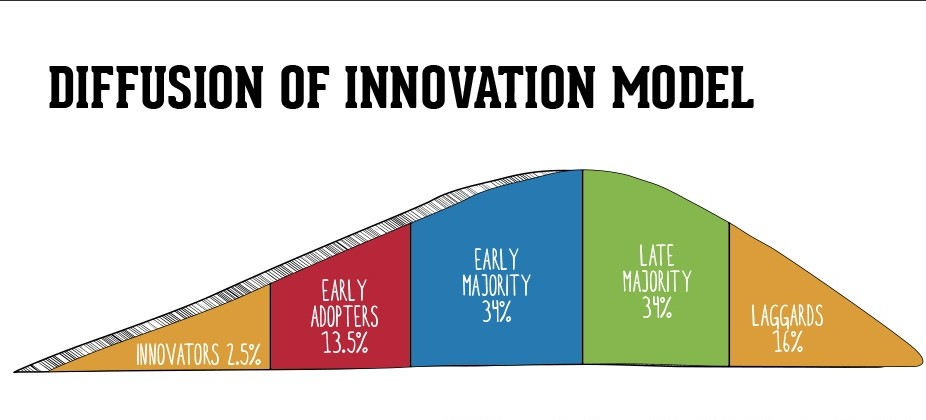 DIFFUSION OF INNOVATION MODEL
INNOVATORS 2.5%
EARLY
ADOPTERS
13.5%
EARLY
MAJORITY
34%
LATE
MAJORITY
34%
LAGGARDS
16%